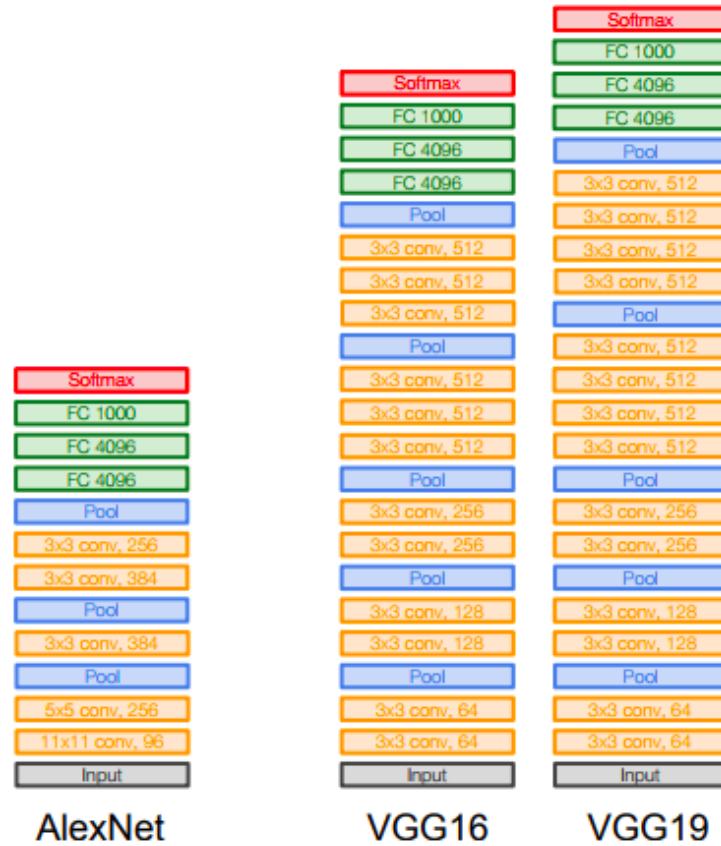 Softmax
FC 1000
FC 4096
FC 4096
Pool
3x3 conv, 256
3x3 conv, 384
Pool
3x3 conv, 384
Pool
5x5 conv, 256
11x11 conv, 96
Input
AlexNet
Softmax
FC 1000
FC 4096
FC 4096
Pool
3x3 conv, 512
3x3 conv, 512
3x3 conv, 512
Pool
3x3 conv, 512
3x3 conv, 512
3x3 conv, 512
Pool
3x3 conv, 256
3x3 conv, 256
Pool
3x3 conv, 128
3x3 conv, 128
Pool
3x3 conv, 64
3x3 conv, 64
Input
VGG16
Softmax
FC 1000
FC 4096
FC 4096
Pool
3x3 conv, 512
3x3 conv, 512
3x3 conv, 512
3x3 conv, 512
Pool
3x3 conv, 512
3x3 conv, 512
3x3 conv, 512
3x3 conv, 512
Pool
3x3 conv, 256
3x3 conv, 256
Pool
3x3 conv, 128
3x3 conv, 128
Pool
3x3 conv, 64
3x3 conv, 64
Input
VGG19